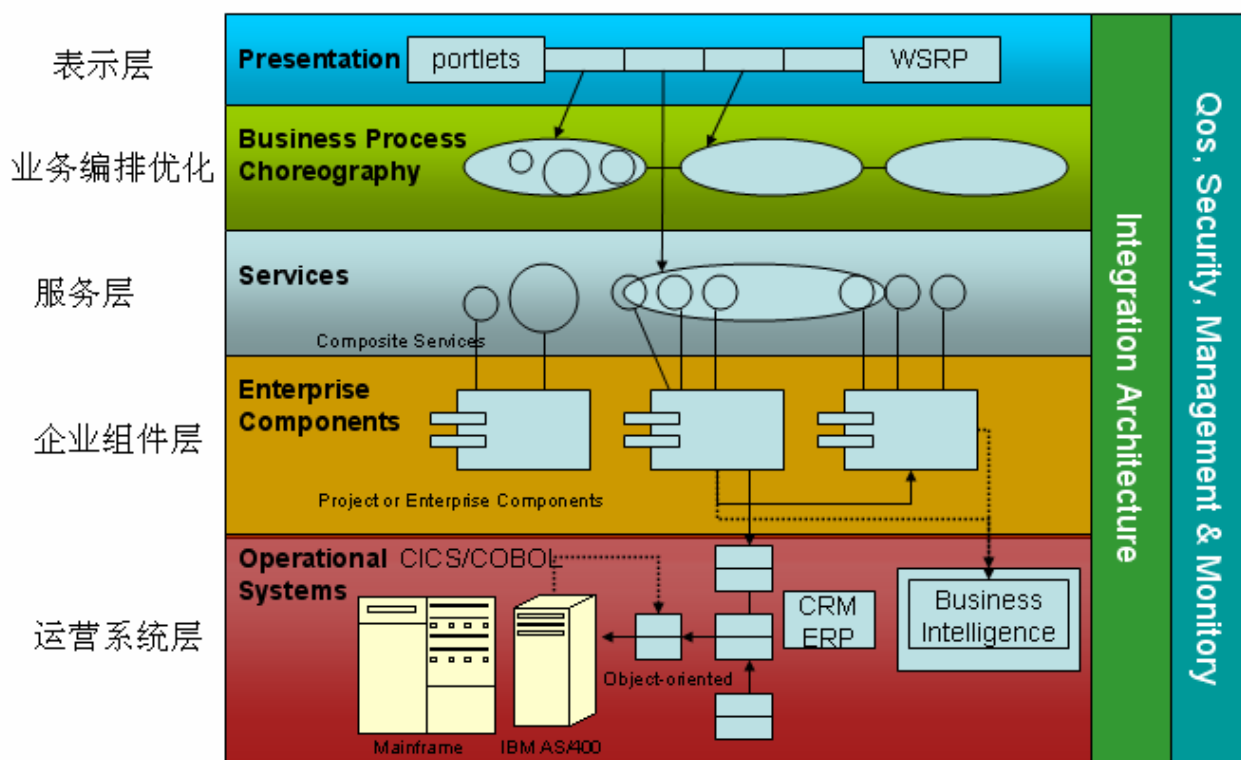 表示层
Presentation
portlets
WSRP
业务编排优化
Business Process
Choreography
服务层
Services
Composite Services
企业组件层
Enterprise
Components
Project or Enterprise Components
运营系统层
Operational
Systems
CICS/COBOL
Mainframe
IBM AS/400
Object-oriented
CRM
ERP
Business
Intelligence
Integration Architecture
Qos, Security, Management & Monitory